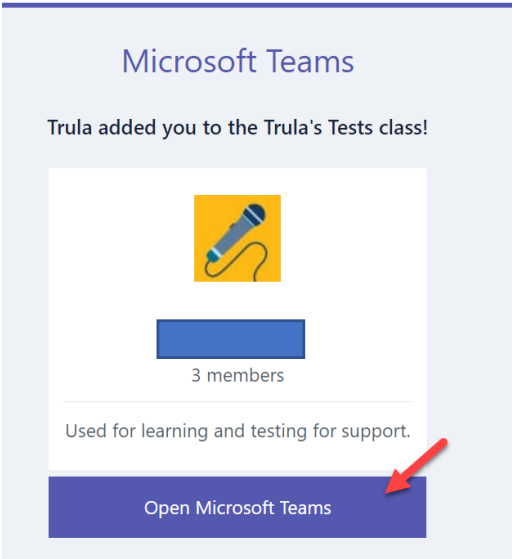 Microsoft Teams
Trula added you to the Trula's Tests class!
3 members
Used for learning and testing for support.
Open Microsoft Teams